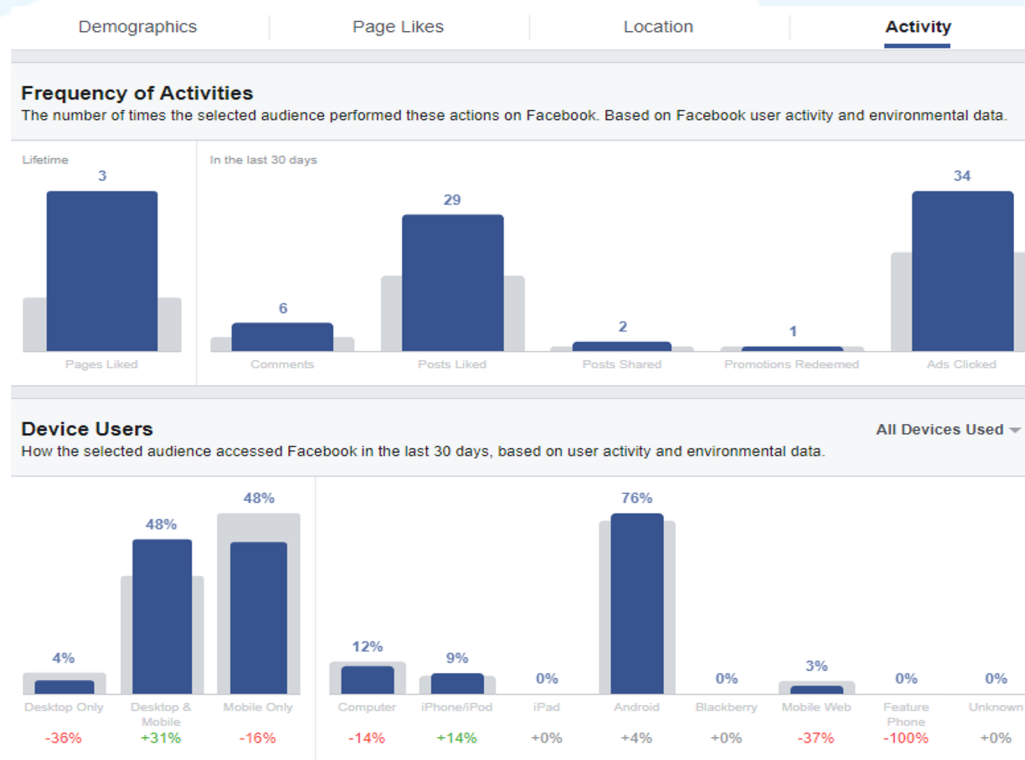 Demographics Page Likes Location Activity
Frequency of Activities
The number of times the selected audience performed these actions on Facebook. Based on Facebook user activity and environmental data.
Lifetime In the last 30 days
3 6 29 2 1 34
Pages Liked Comments Posts Liked Posts Shared Promotions Redeemed Ads Clicked
Device Users
All Devices Used
How the selected audience accessed Facebook in the last 30 days, based on user activity and environmental data.
4% 48% 48% 12% 9% 0% 76% 0% 3% 0% 0%
Desktop Only Desktop & Mobile Mobile Only Computer iPhone/iPod iPad Android Blackberry Mobile Web Feature Phone Unknown
-36% +31% -16% -14% +14% +0% +4% +0% -37% -100% +0%